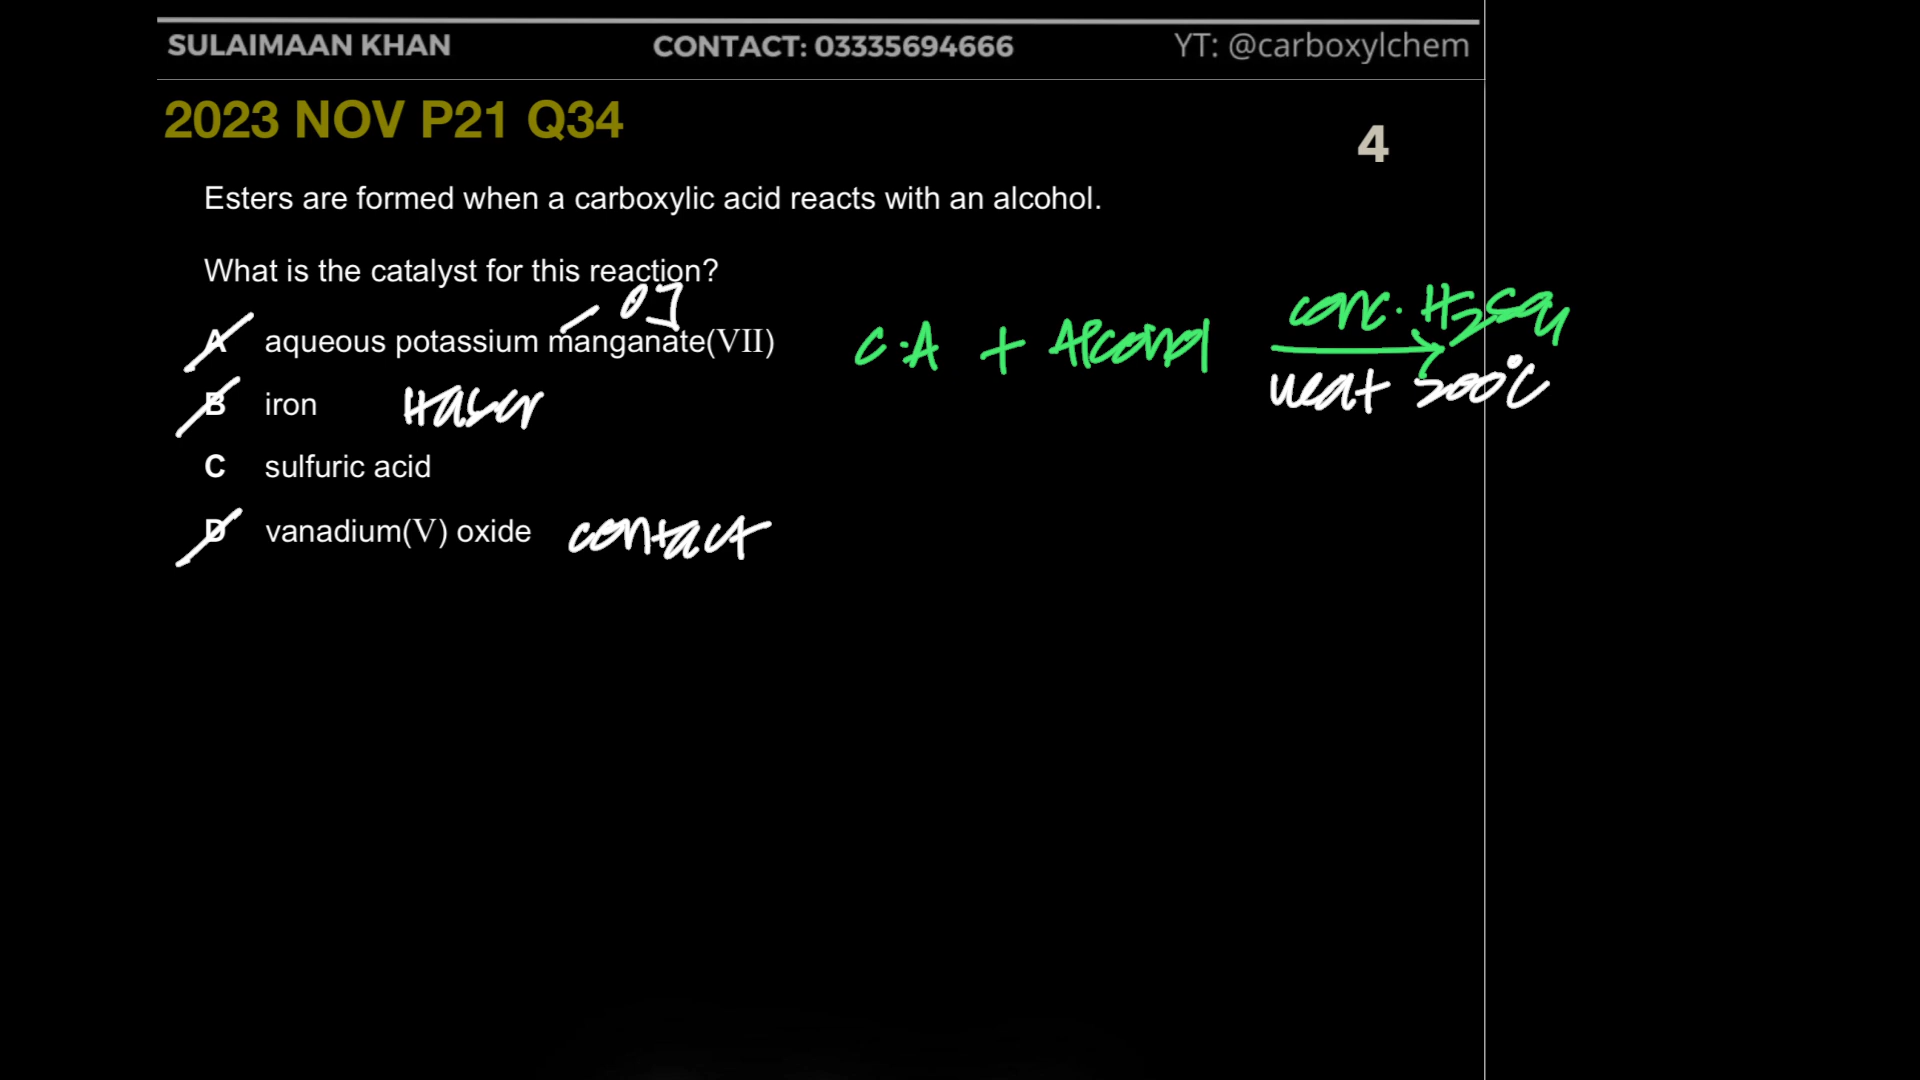 SULAIMAAN KHAN CONTACT: 03335694666 YT: @carboxylchem
2023 NOV P21 Q34
4
Esters are formed when a carboxylic acid reacts with an alcohol.
What is the catalyst for this reaction?
A aqueous potassium manganate(VII)
C.A + Alcohol conc. H2SO4
heat 200°C
B iron Haber
C sulfuric acid
D vanadium(V) oxide contact